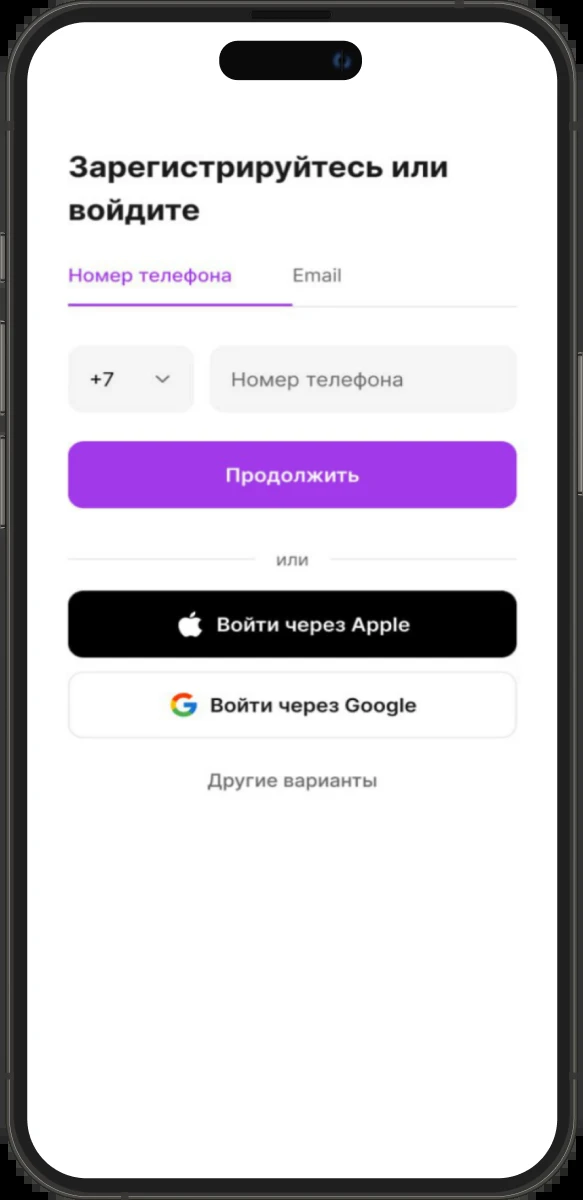 Зарегистрируйтесь или
войдите
Номер телефона Email
+7 Номер телефона
Продолжить
или
Войти через Apple
Войти через Google
Другие варианты